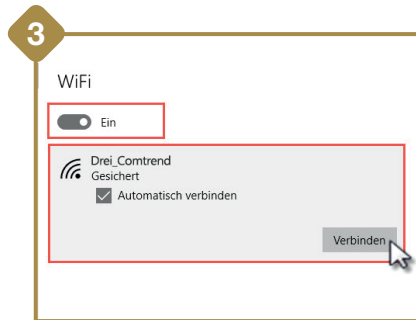 3
WiFi
Ein
Drei_Comtrend
Gesichert
Automatisch verbinden
Verbinden